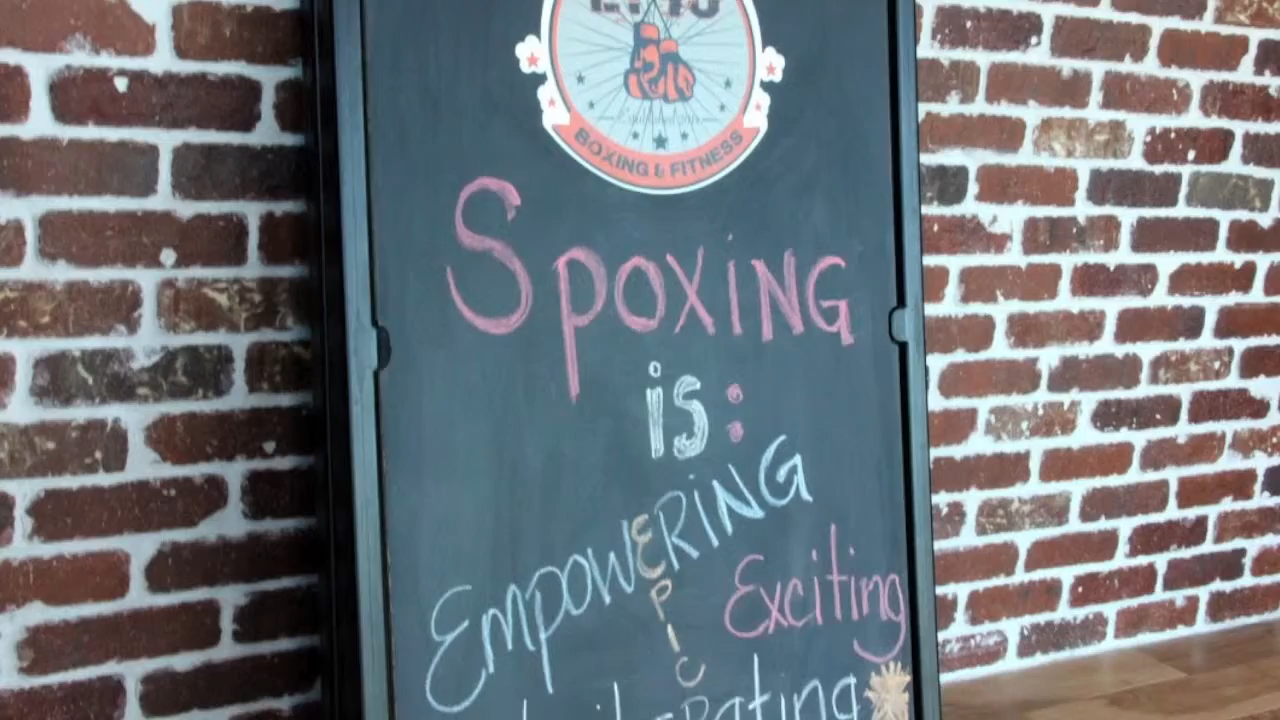 BOXING & FITNESS
SPOXING
is:
EMPOWERING
EPIC
Exciting